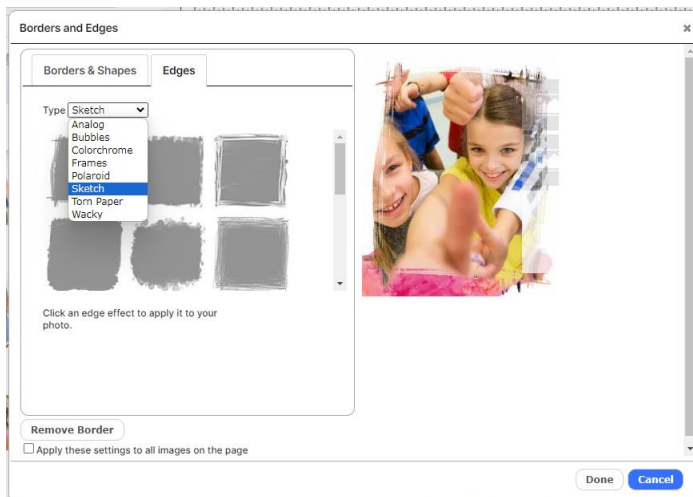 Borders and Edges
Borders & Shapes
Edges
Type Sketch
Analog
Bubbles
Colorchrome
Frames
Polaroid
Sketch
Torn Paper
Wacky
Click an edge effect to apply it to your
photo.
Remove Border
Apply these settings to all images on the page
Done
Cancel